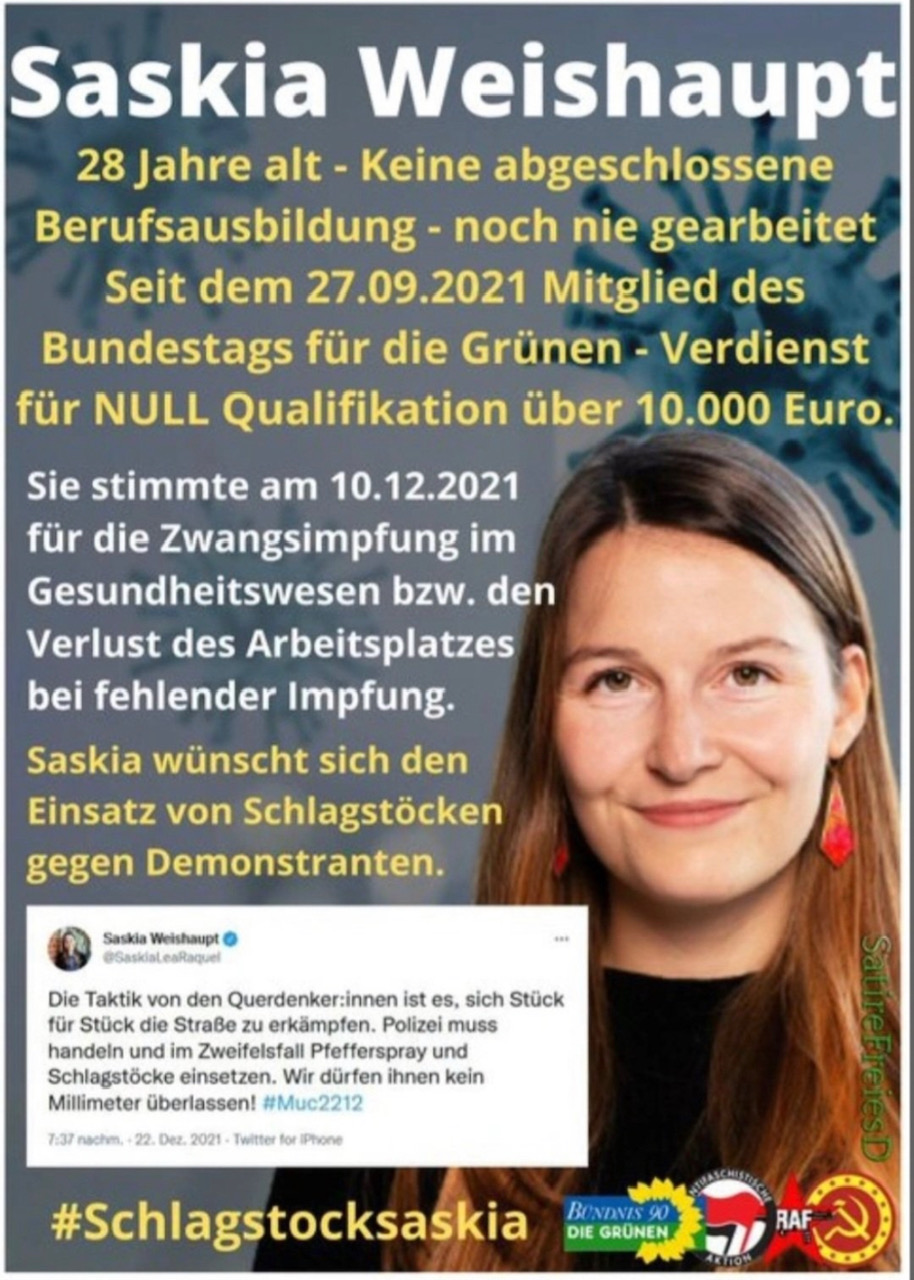 Saskia Weishaupt
28 Jahre alt - Keine abgeschlossene
Berufsausbildung - noch nie gearbeitet
Seit dem 27.09.2021 Mitglied des
Bundestags für die Grünen - Verdienst
für NULL Qualifikation über 10.000 Euro.
Sie stimmte am 10.12.2021
für die Zwangsimpfung im
Gesundheitswesen bzw. den
Verlust des Arbeitsplatzes
bei fehlender Impfung.
Saskia wünscht sich den
Einsatz von Schlagstöcken
gegen Demonstranten.
Saskia Weishaupt
@SaskiaLeaRaquel
Die Taktik von den Querdenker:innen ist es, sich Stück
für Stück die Straße zu erkämpfen. Polizei muss
handeln und im Zweifelsfall Pfefferspray und
Schlagstöcke einsetzen. Wir dürfen ihnen kein
Millimeter überlassen! #Muc2212
7:37 nachm. · 22. Dez. 2021 · Twitter for iPhone
SatireFreiesD
#Schlagstocksaskia
BÜNDNIS 90
DIE GRÜNEN
NTIFASCHISTISCHE
AKTION
RAF